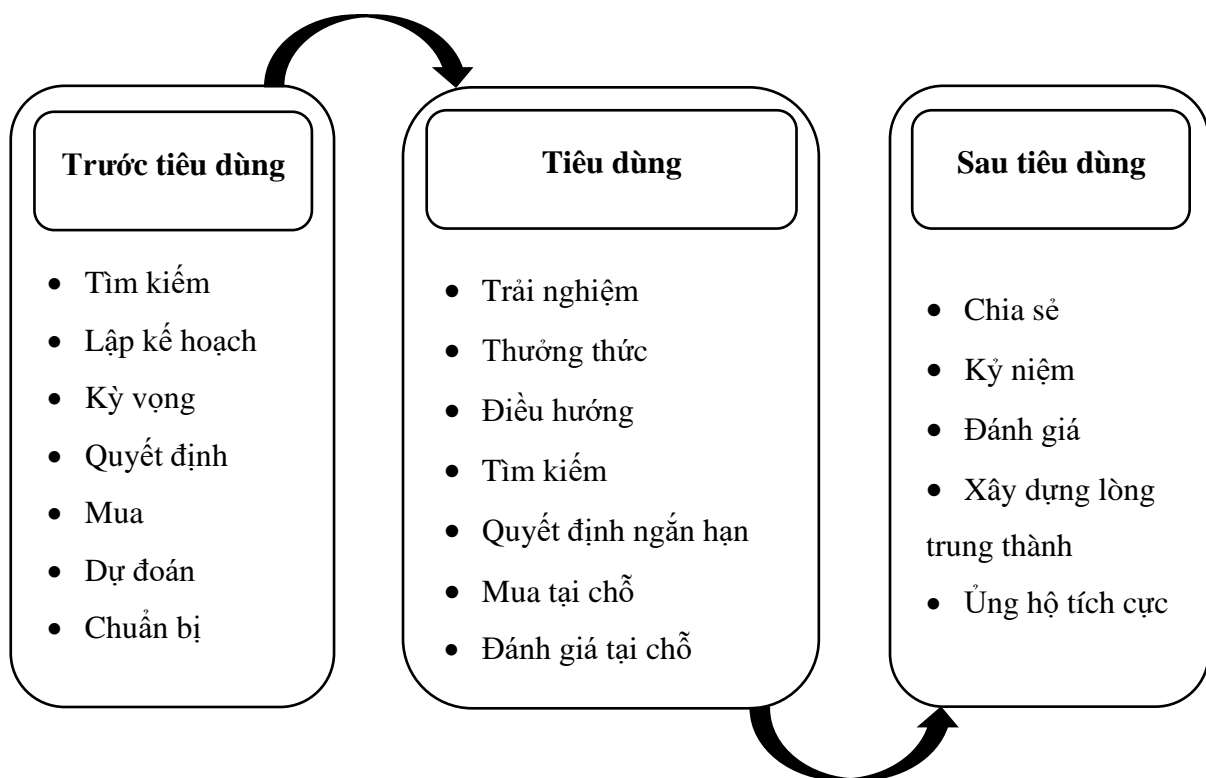 Trước tiêu dùng
• Tìm kiếm
• Lập kế hoạch
• Kỳ vọng
• Quyết định
• Mua
• Dự đoán
• Chuẩn bị
Tiêu dùng
• Trải nghiệm
• Thưởng thức
• Điều hướng
• Tìm kiếm
• Quyết định ngắn hạn
• Mua tại chỗ
• Đánh giá tại chỗ
Sau tiêu dùng
• Chia sẻ
• Kỷ niệm
• Đánh giá
• Xây dựng lòng
trung thành
• Ủng hộ tích cực